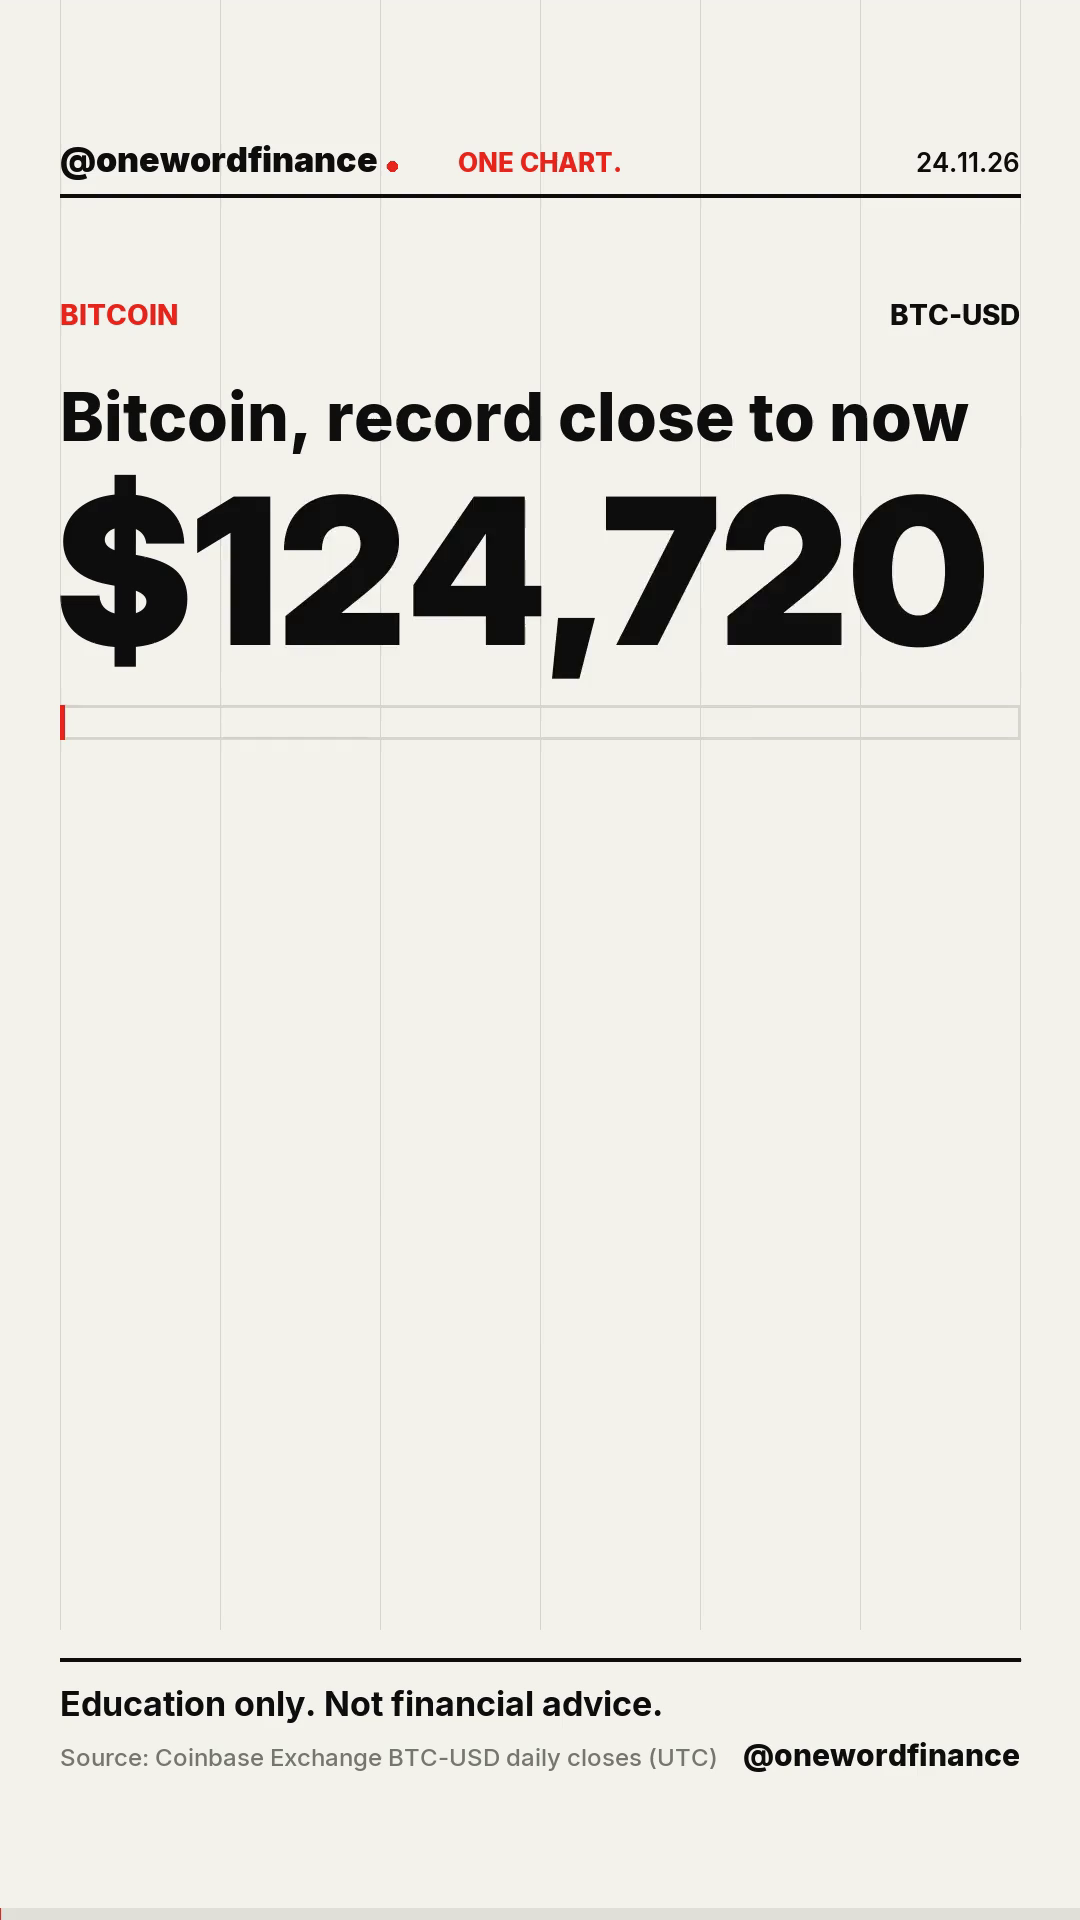 @onewordfinance ONE CHART. 24.11.26
BITCOIN BTC-USD
Bitcoin, record close to now
$124,720
Education only. Not financial advice.
Source: Coinbase Exchange BTC-USD daily closes (UTC) @onewordfinance